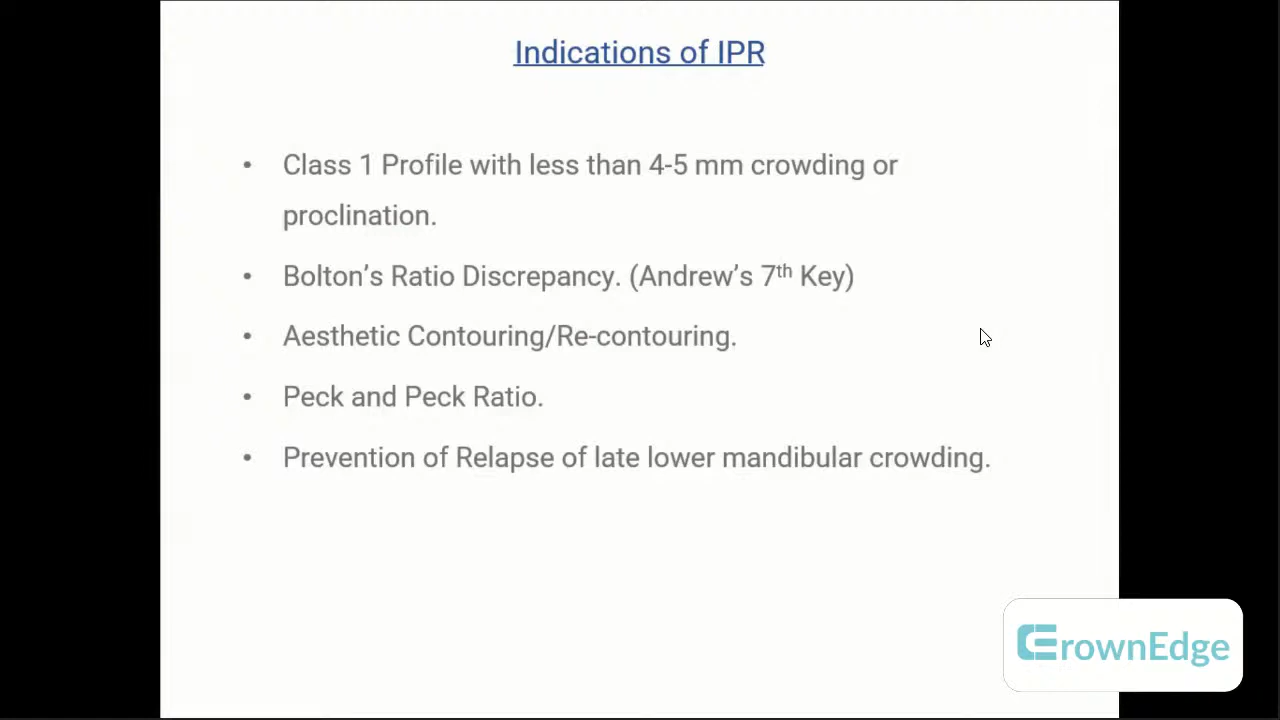 Indications of IPR
• Class 1 Profile with less than 4-5 mm crowding or
proclination.
• Bolton’s Ratio Discrepancy. (Andrew’s 7th Key)
• Aesthetic Contouring/Re-contouring.
• Peck and Peck Ratio.
• Prevention of Relapse of late lower mandibular crowding.
CrownEdge